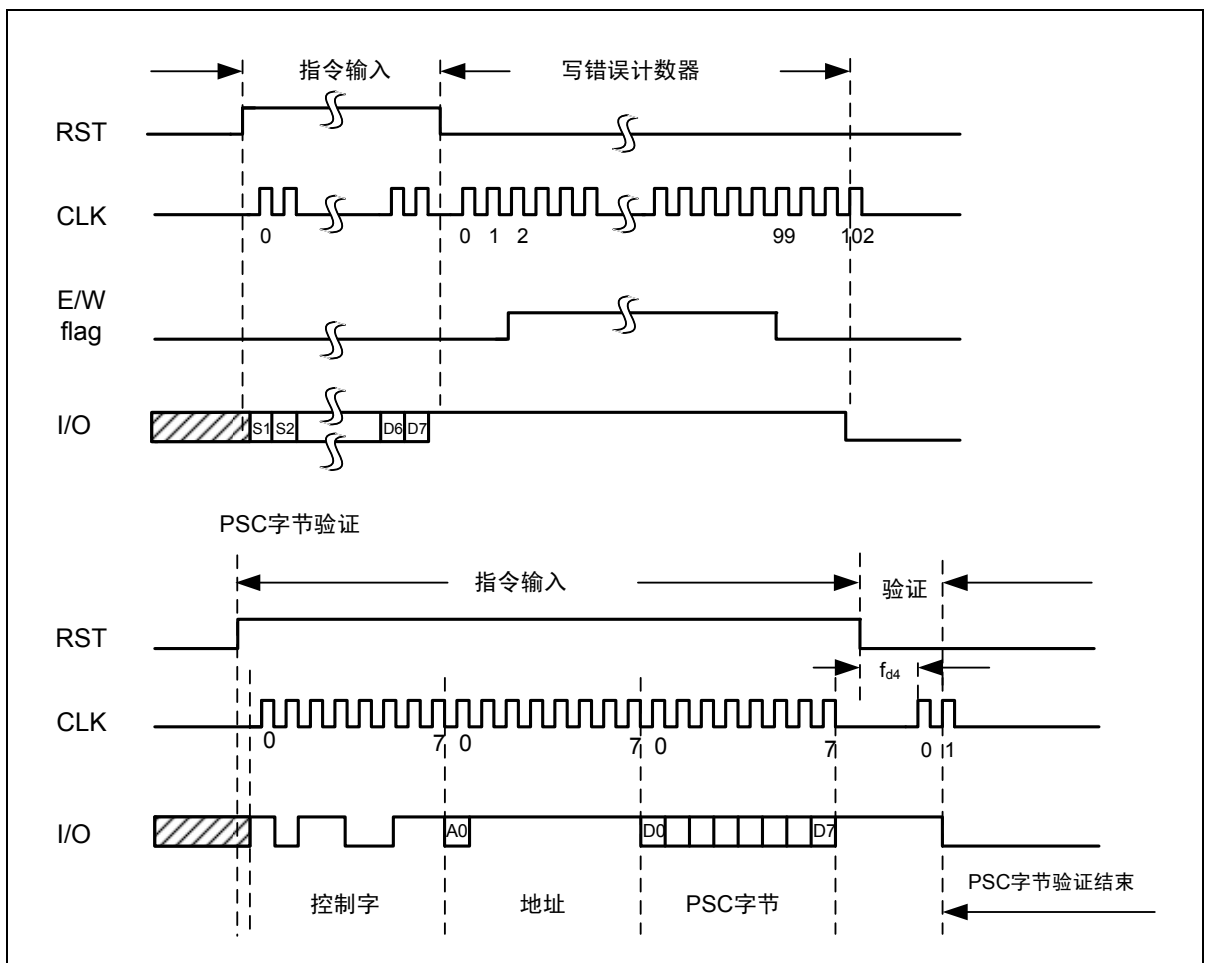 指令输入 写错误计数器
RST
CLK
0 0 1 2 99 102
E/W
flag
I/O S1 S2 D6 D7
PSC字节验证
指令输入 验证
RST
fd4
CLK
0 7 0 7 0 7 0 1
I/O A0 D0 D7
控制字 地址 PSC字节 PSC字节验证结束